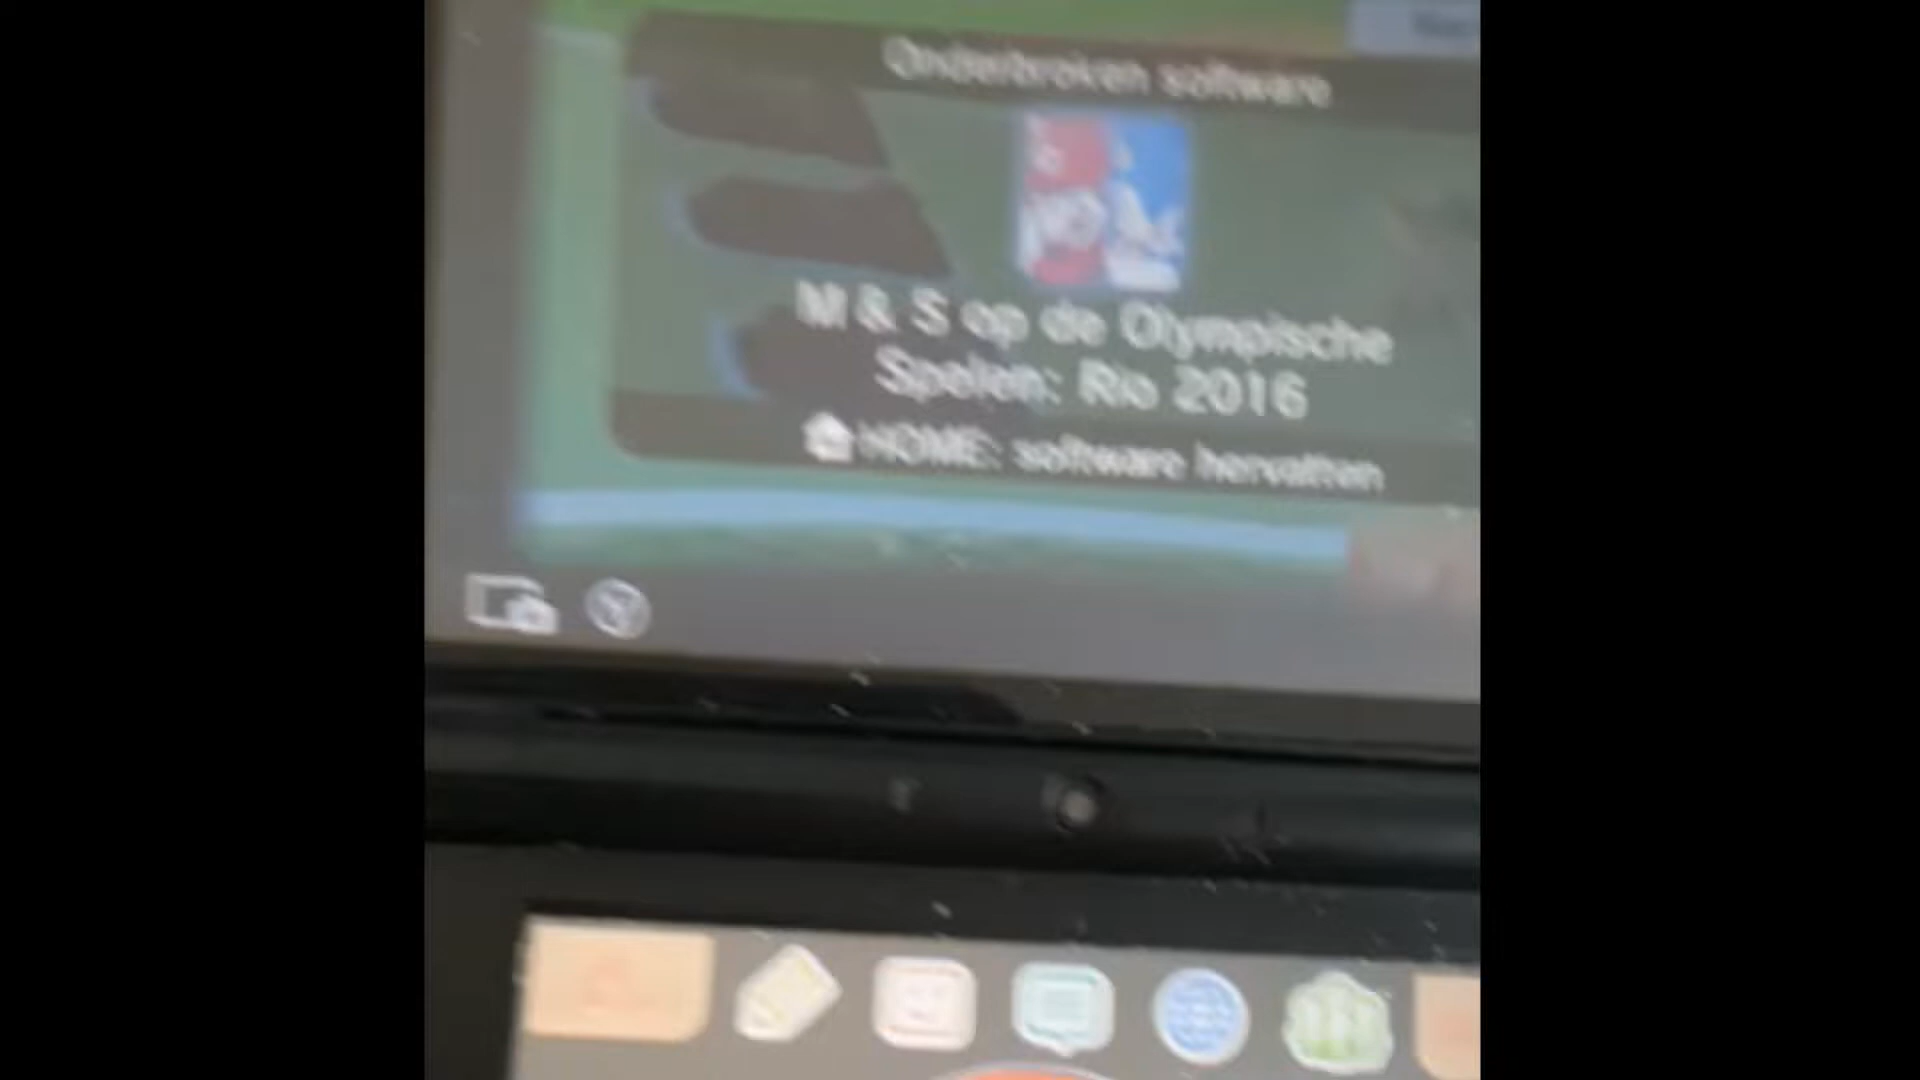 Onderbroken software
M & S op de Olympische
Spelen: Rio 2016
HOME: software hervatten